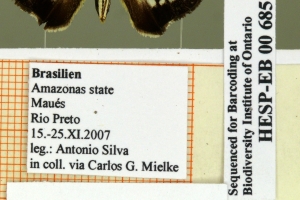 Brasilien
Amazonas state
Maués
Rio Preto
15.-25.XI.2007
leg.: Antonio Silva
in coll. via Carlos G. Mielke
Sequenced for Barcoding at
Biodiversity Institute of Ontario
HESP-EB 00 685